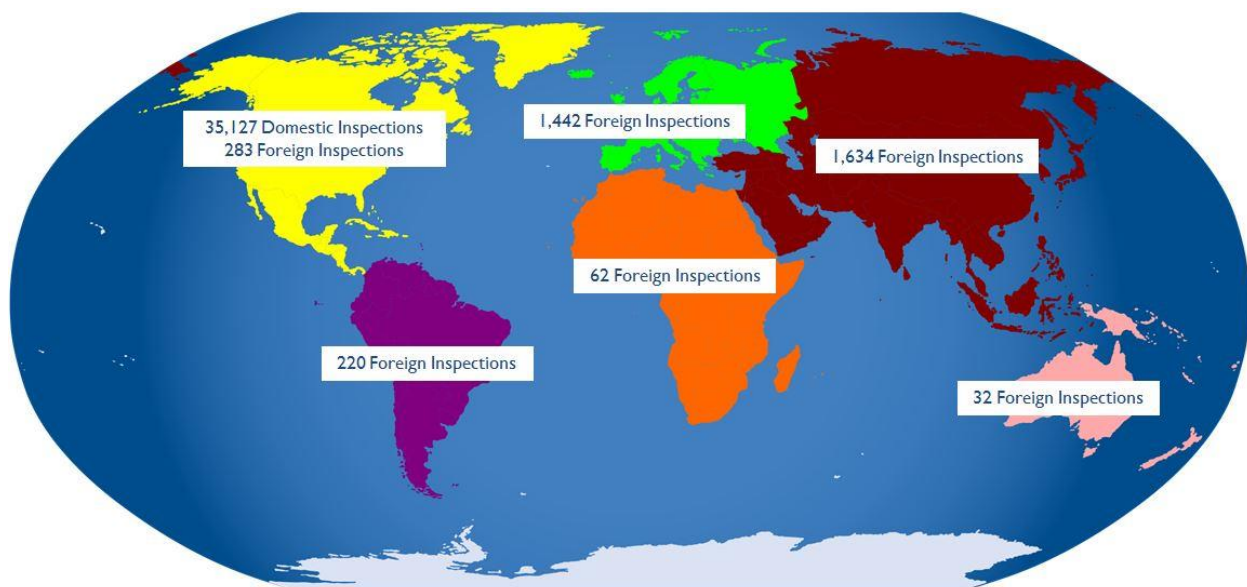 35,127 Domestic Inspections
283 Foreign Inspections
1,442 Foreign Inspections
1,634 Foreign Inspections
62 Foreign Inspections
220 Foreign Inspections
32 Foreign Inspections